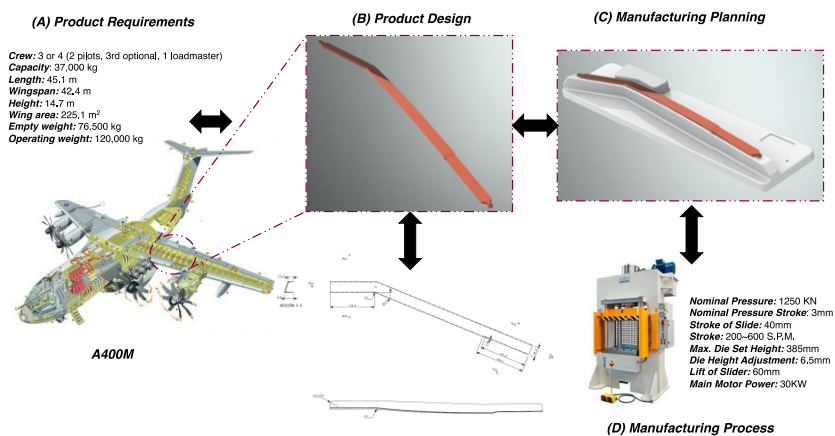 (A) Product Requirements
Crew: 3 or 4 (2 pilots, 3rd optional, 1 loadmaster)
Capacity: 37,000 kg
Length: 45.1 m
Wingspan: 42.4 m
Height: 14.7 m
Wing area: 225,1 m²
Empty weight: 76,500 kg
Operating weight: 120,000 kg
A400M
(B) Product Design
(C) Manufacturing Planning
Nominal Pressure: 1250 KN
Nominal Pressure Stroke: 3mm
Stroke of Slide: 40mm
Stroke: 200~600 S.P.M.
Max. Die Set Height: 385mm
Die Height Adjustment: 6.5mm
Lift of Slider: 60mm
Main Motor Power: 30KW
(D) Manufacturing Process